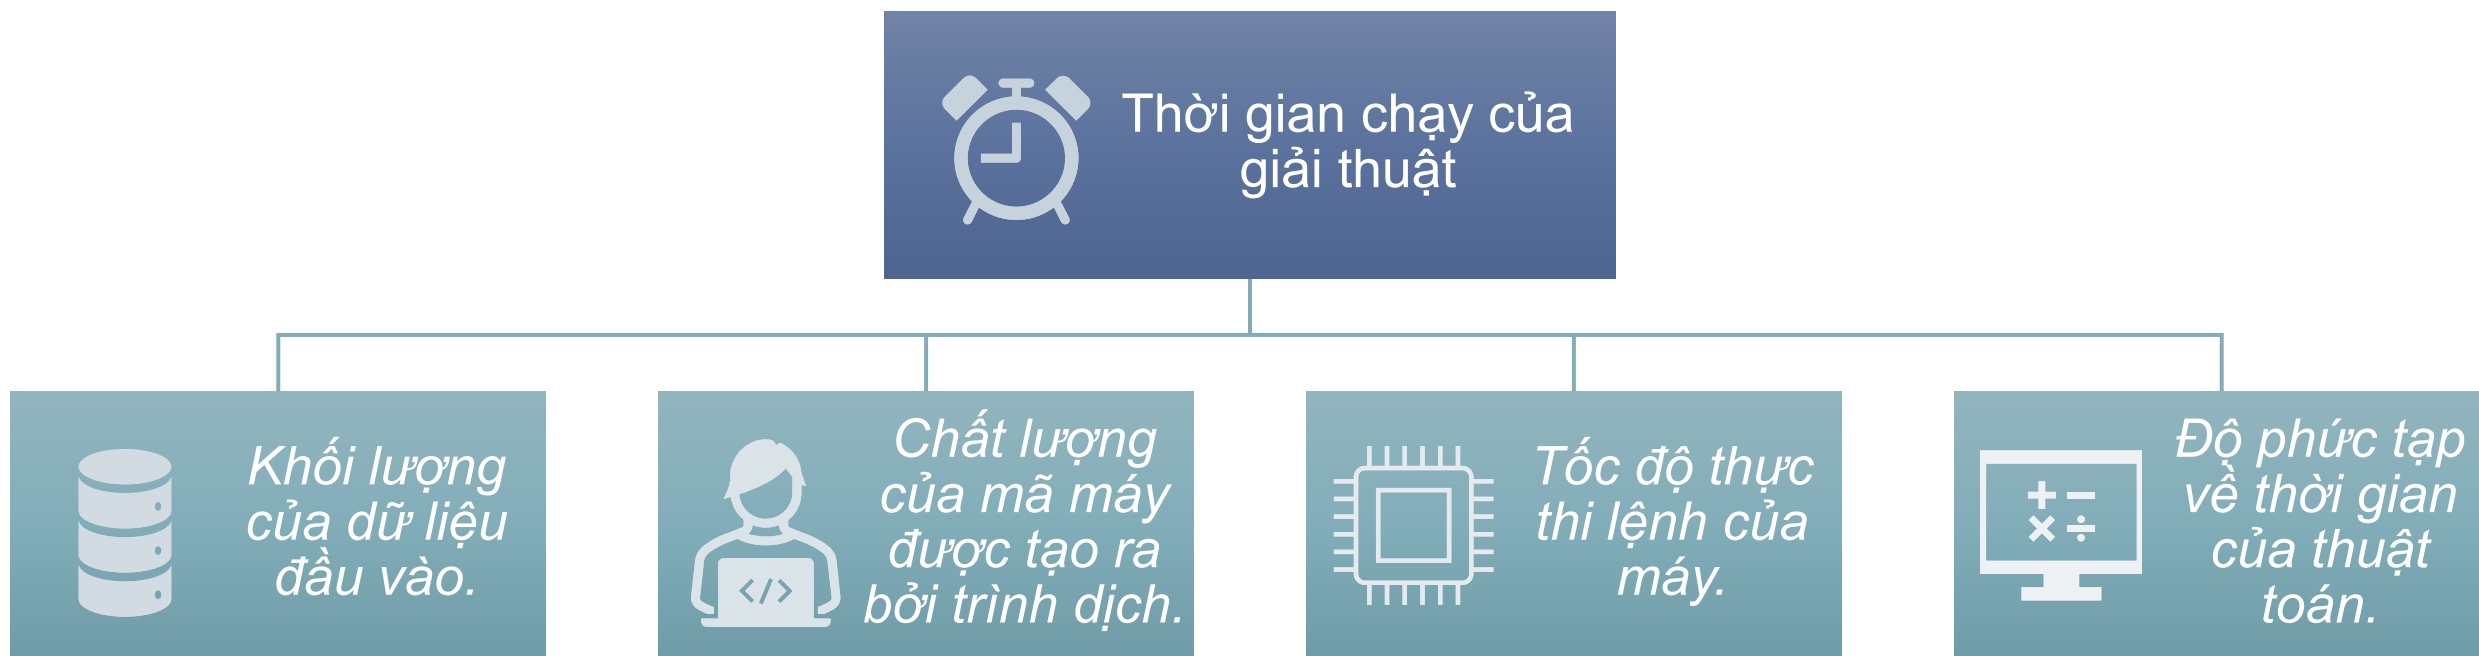 Thời gian chạy của
giải thuật
Khối lượng
của dữ liệu
đầu vào.
Chất lượng
của mã máy
được tạo ra
bởi trình dịch.
Tốc độ thực
thi lệnh của
máy.
Độ phức tạp
về thời gian
của thuật
toán.